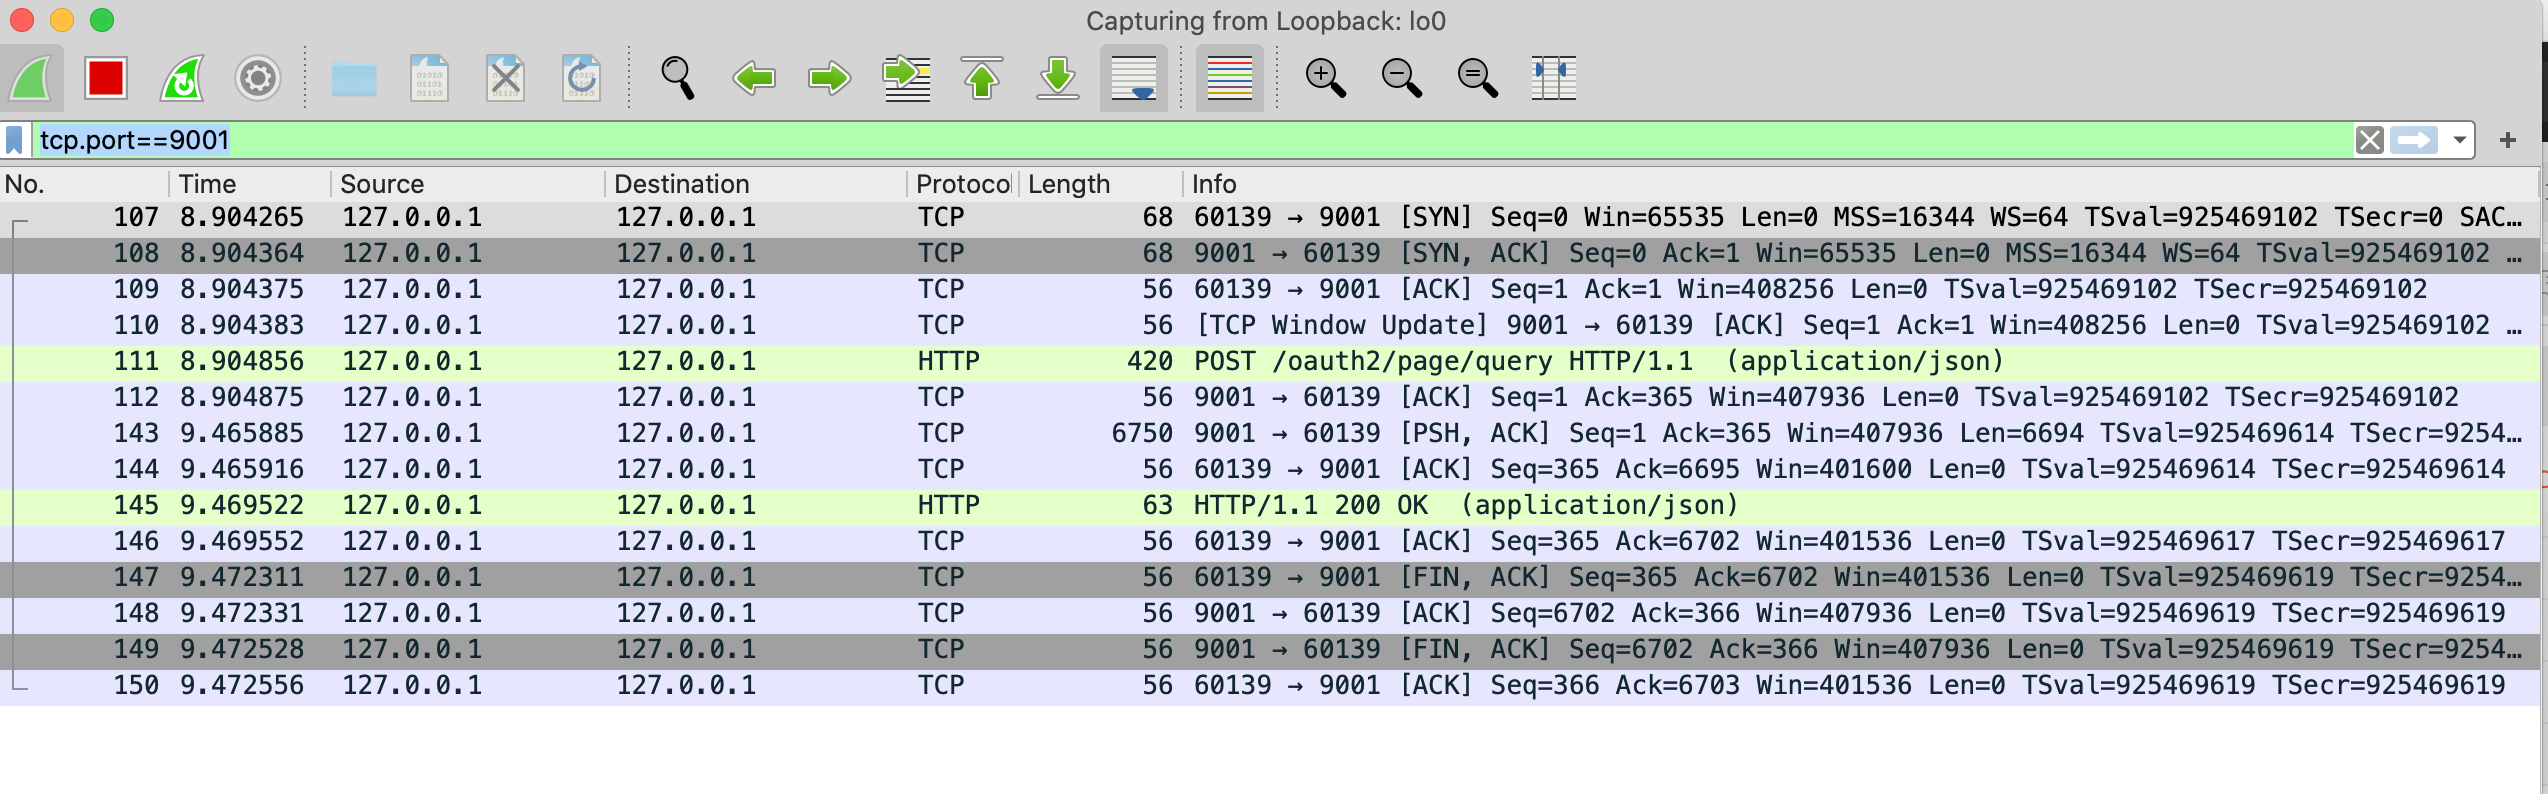 Capturing from Loopback: lo0
tcp.port==9001
No. Time Source Destination Protocol Length Info
107 8.904265 127.0.0.1 127.0.0.1 TCP 68 60139 → 9001 [SYN] Seq=0 Win=65535 Len=0 MSS=16344 WS=64 TSval=925469102 TSecr=0 SAC…
108 8.904364 127.0.0.1 127.0.0.1 TCP 68 9001 → 60139 [SYN, ACK] Seq=0 Ack=1 Win=65535 Len=0 MSS=16344 WS=64 TSval=925469102 …
109 8.904375 127.0.0.1 127.0.0.1 TCP 56 60139 → 9001 [ACK] Seq=1 Ack=1 Win=408256 Len=0 TSval=925469102 TSecr=925469102
110 8.904383 127.0.0.1 127.0.0.1 TCP 56 [TCP Window Update] 9001 → 60139 [ACK] Seq=1 Ack=1 Win=408256 Len=0 TSval=925469102 …
111 8.904856 127.0.0.1 127.0.0.1 HTTP 420 POST /oauth2/page/query HTTP/1.1 (application/json)
112 8.904875 127.0.0.1 127.0.0.1 TCP 56 9001 → 60139 [ACK] Seq=1 Ack=365 Win=407936 Len=0 TSval=925469102 TSecr=925469102
143 9.465885 127.0.0.1 127.0.0.1 TCP 6750 9001 → 60139 [PSH, ACK] Seq=1 Ack=365 Win=407936 Len=6694 TSval=925469614 TSecr=9254…
144 9.465916 127.0.0.1 127.0.0.1 TCP 56 60139 → 9001 [ACK] Seq=365 Ack=6695 Win=401600 Len=0 TSval=925469614 TSecr=925469614
145 9.469522 127.0.0.1 127.0.0.1 HTTP 63 HTTP/1.1 200 OK (application/json)
146 9.469552 127.0.0.1 127.0.0.1 TCP 56 60139 → 9001 [ACK] Seq=365 Ack=6702 Win=401536 Len=0 TSval=925469617 TSecr=925469617
147 9.472311 127.0.0.1 127.0.0.1 TCP 56 60139 → 9001 [FIN, ACK] Seq=365 Ack=6702 Win=401536 Len=0 TSval=925469619 TSecr=9254…
148 9.472331 127.0.0.1 127.0.0.1 TCP 56 9001 → 60139 [ACK] Seq=6702 Ack=366 Win=407936 Len=0 TSval=925469619 TSecr=925469619
149 9.472528 127.0.0.1 127.0.0.1 TCP 56 9001 → 60139 [FIN, ACK] Seq=6702 Ack=366 Win=407936 Len=0 TSval=925469619 TSecr=9254…
150 9.472556 127.0.0.1 127.0.0.1 TCP 56 60139 → 9001 [ACK] Seq=366 Ack=6703 Win=401536 Len=0 TSval=925469619 TSecr=925469619